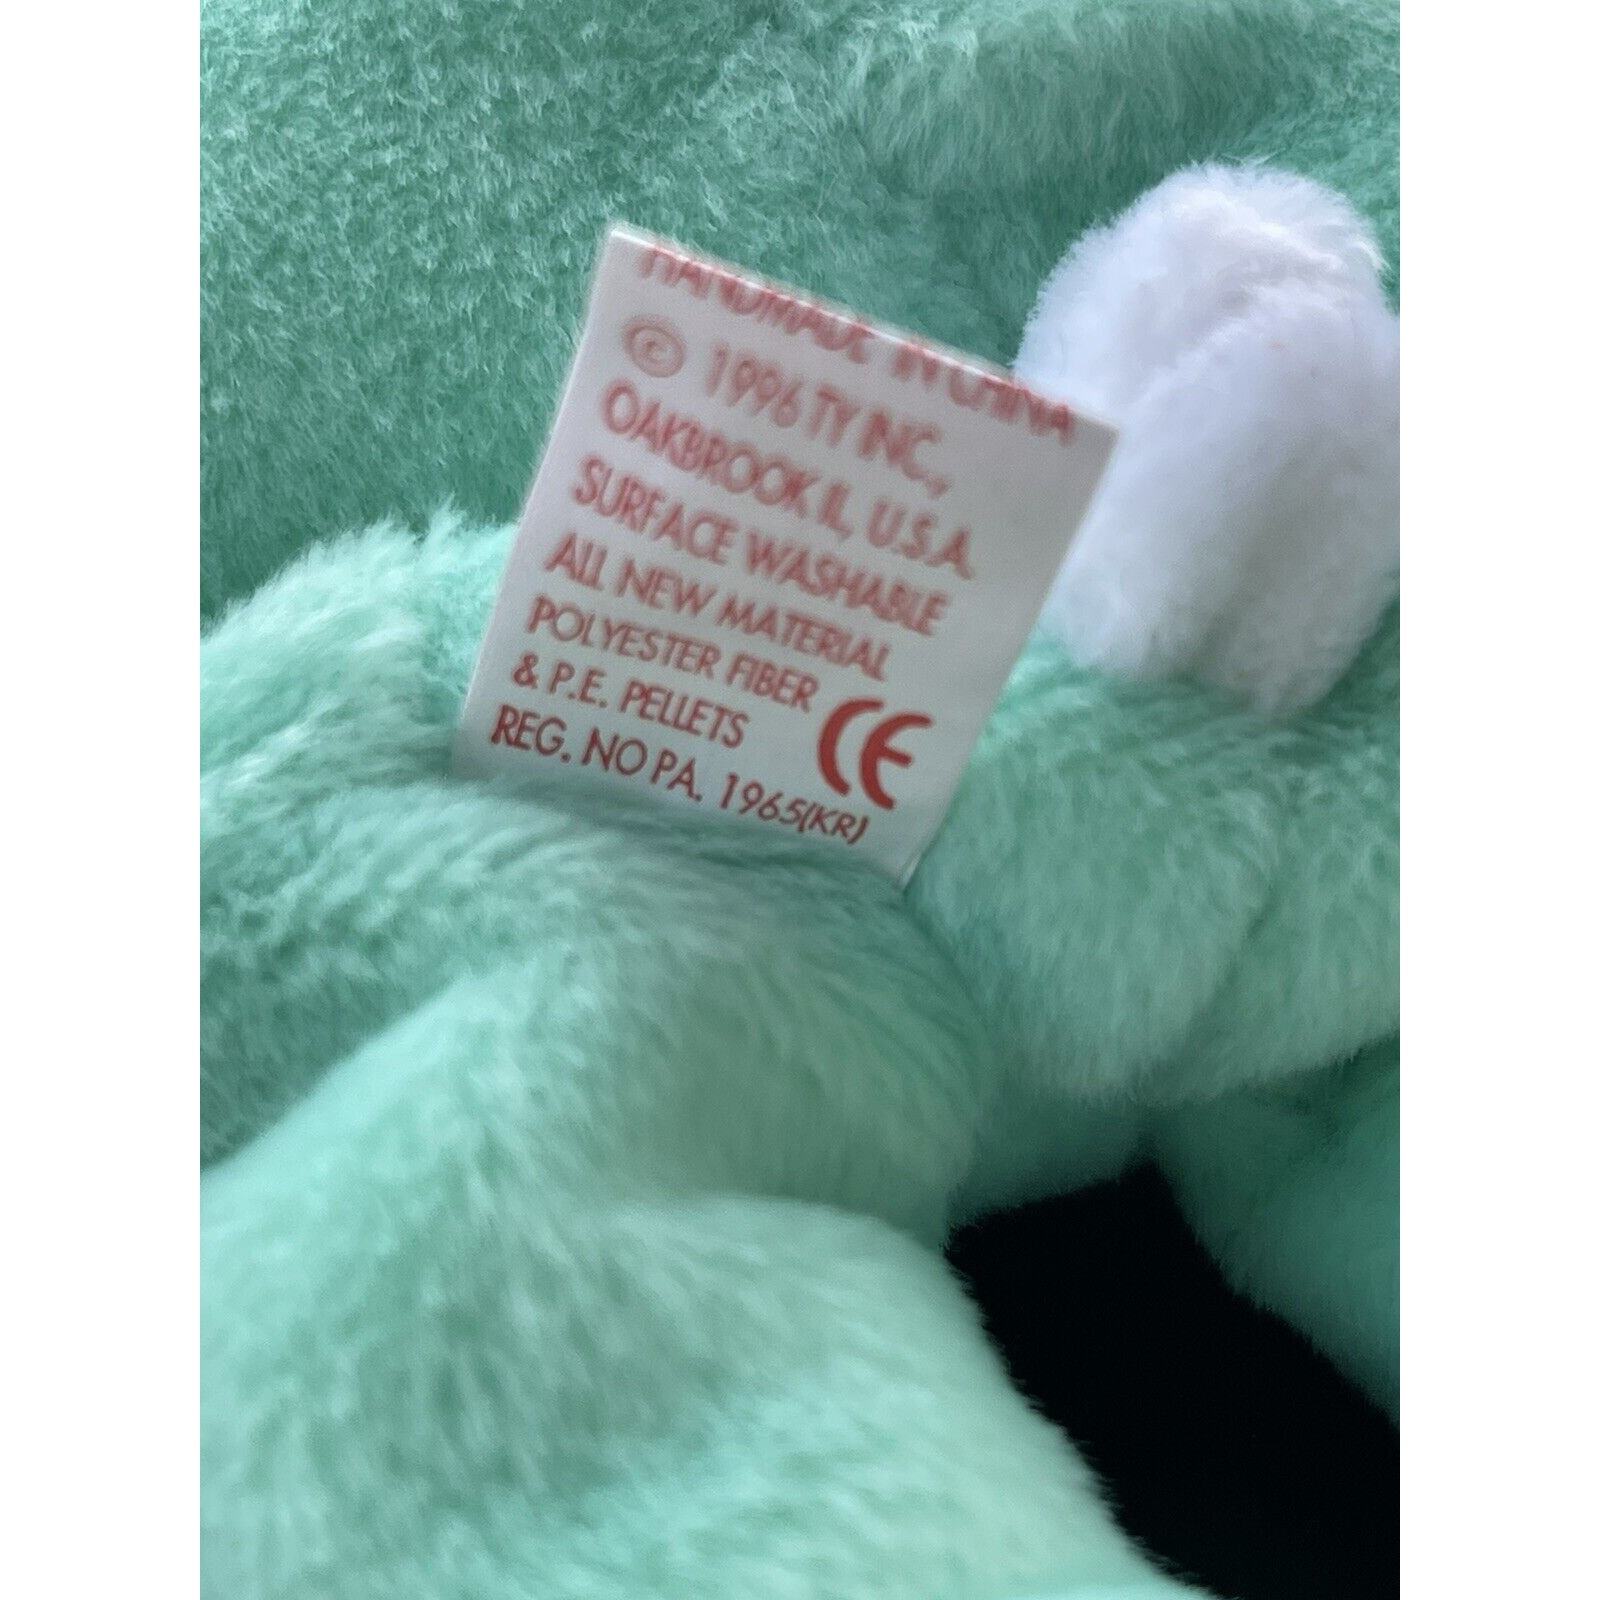 HANDMADE IN CHINA
© 1996 TY INC.,
OAKBROOK IL, U.S.A.
SURFACE WASHABLE
ALL NEW MATERIAL
POLYESTER FIBER
& P.E. PELLETS CE
REG. NO PA. 1965(KR)